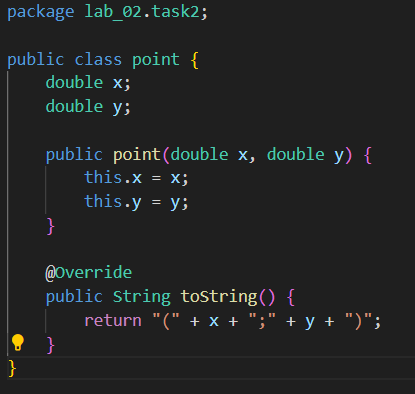 package lab_02.task2;
public class point {
    double x;
    double y;
    public point(double x, double y) {
        this.x = x;
        this.y = y;
    }
    @Override
    public String toString() {
        return "(" + x + ";" + y + ")";
    }
}